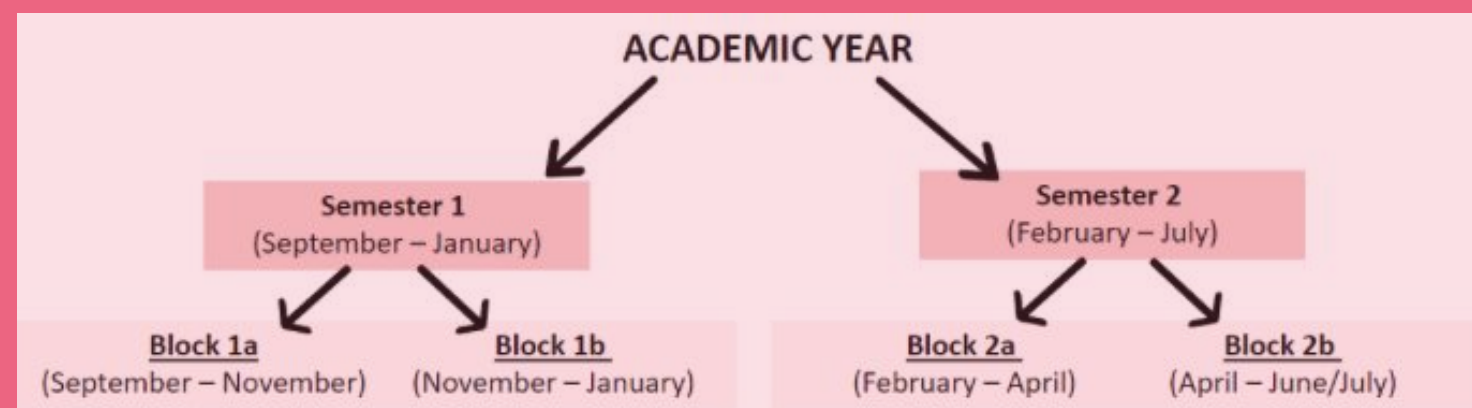 ACADEMIC YEAR
Semester 1
(September – January)
Semester 2
(February – July)
Block 1a
(September – November)
Block 1b
(November – January)
Block 2a
(February – April)
Block 2b
(April – June/July)